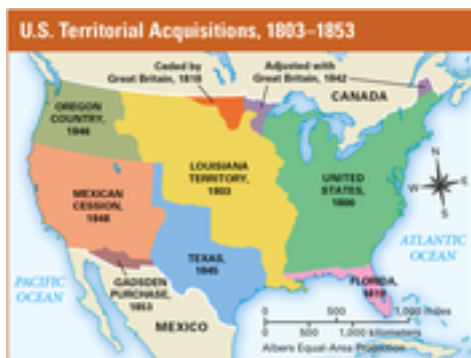 U.S. Territorial Acquisitions, 1803–1853
Ceded by
Great Britain, 1818
Adjusted with
Great Britain, 1842
CANADA
OREGON
COUNTRY,
1846
LOUISIANA
TERRITORY,
1803
UNITED
STATES,
1800
MEXICAN
CESSION,
1848
N
W
E
S
TEXAS,
1845
ATLANTIC
OCEAN
PACIFIC
OCEAN
GADSDEN
PURCHASE,
1853
FLORIDA,
1819
MEXICO
0 500 1,000 miles
0 500 1,000 kilometers
Albers Equal-Area Projection